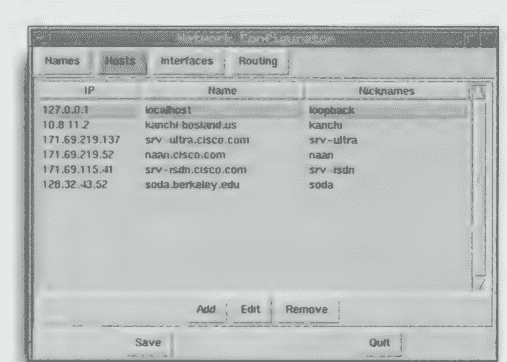 Network Configurator
Names Hosts Interfaces Routing
IP Name Nicknames
127.0.0.1 localhost loopback
10.8.11.2 kanchi.bosland.us kanchi
171.69.219.137 srv-ultra.cisco.com srv-ultra
171.69.219.52 naan.cisco.com naan
171.69.115.41 srv-isdn.cisco.com srv-isdn
128.32.43.52 soda.berkeley.edu soda
Add Edit Remove
Save Quit